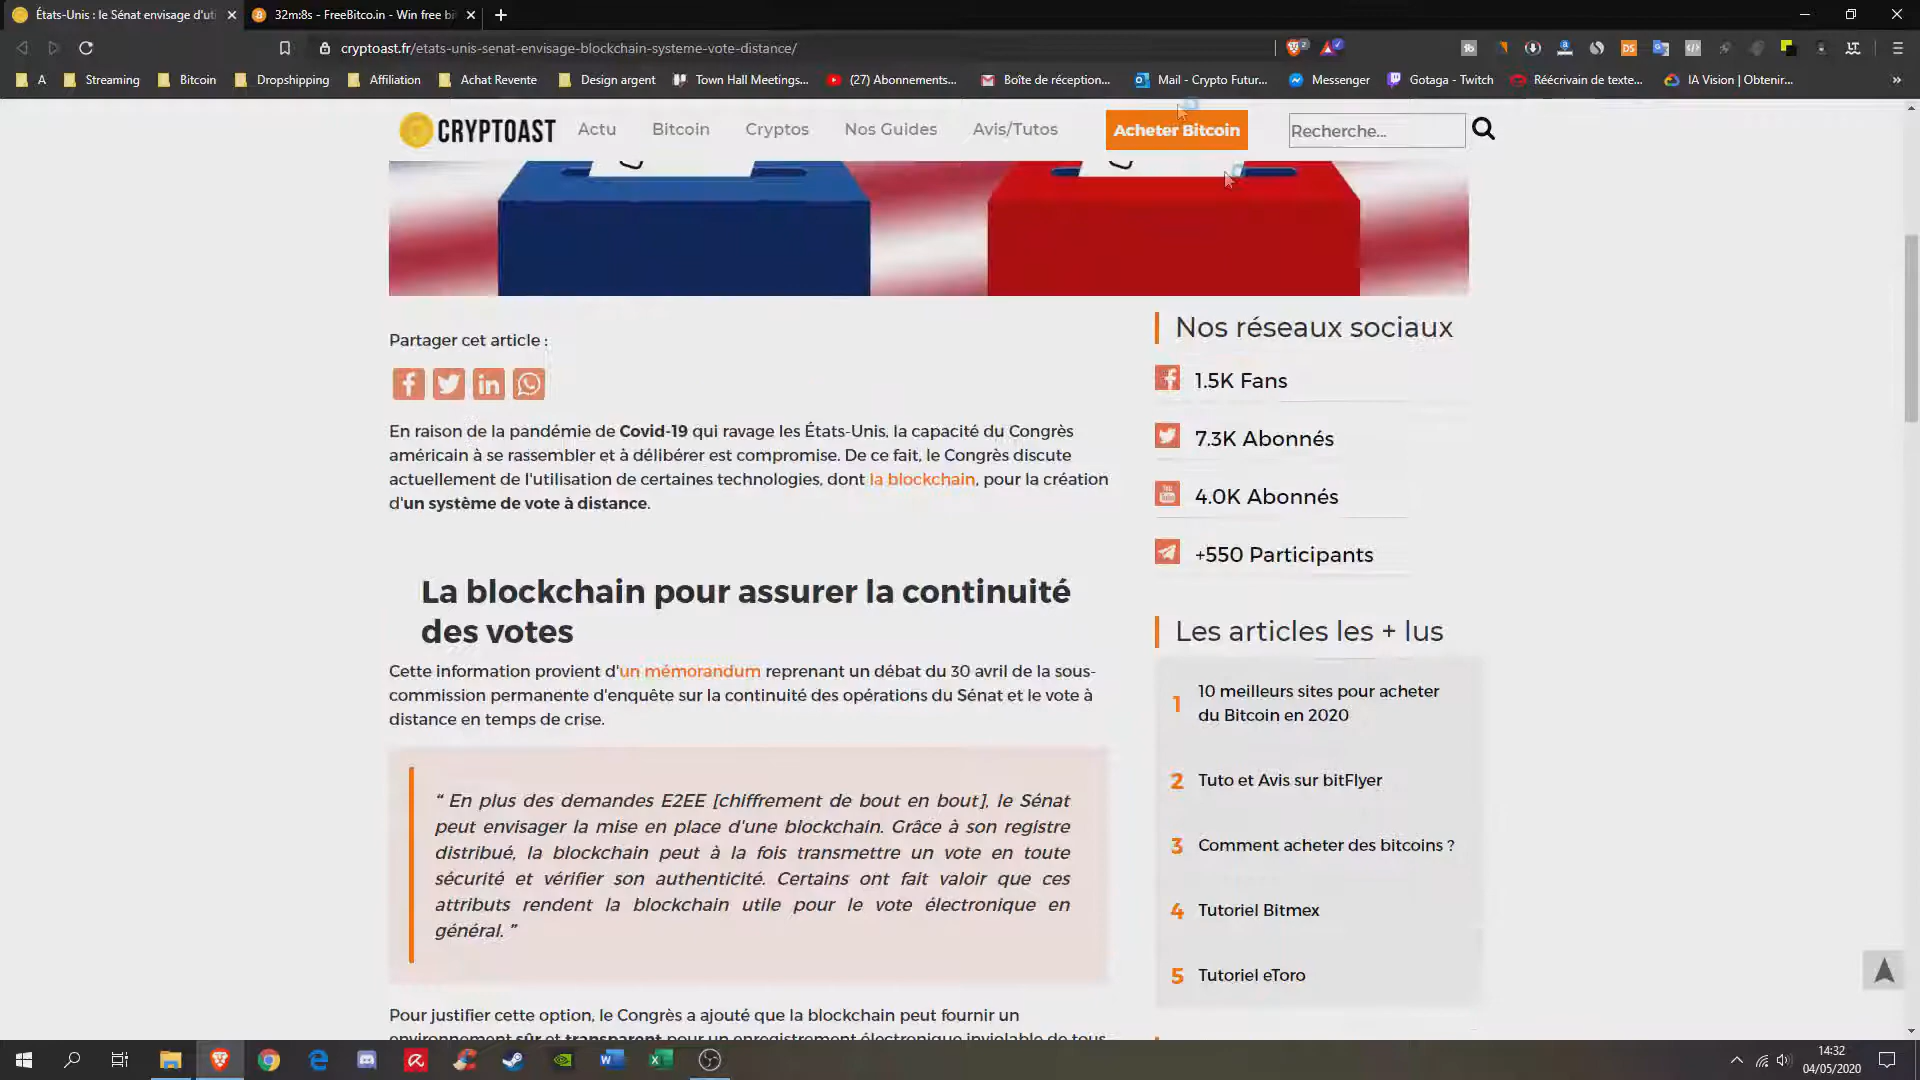 États-Unis : le Sénat envisage d'uti
32m:8s - FreeBitco.in - Win free bi
cryptoast.fr/etats-unis-senat-envisage-blockchain-systeme-vote-distance/
A
Streaming
Bitcoin
Dropshipping
Affiliation
Achat Revente
Design argent
Town Hall Meetings...
(27) Abonnements...
Boîte de réception...
Mail - Crypto Futur...
Messenger
Gotaga - Twitch
Réécrivain de texte...
IA Vision | Obtenir...
CRYPTOAST
Actu
Bitcoin
Cryptos
Nos Guides
Avis/Tutos
Acheter Bitcoin
Recherche...
Partager cet article :
En raison de la pandémie de Covid-19 qui ravage les États-Unis, la capacité du Congrès
américain à se rassembler et à délibérer est compromise. De ce fait, le Congrès discute
actuellement de l'utilisation de certaines technologies, dont la blockchain, pour la création
d'un système de vote à distance.
La blockchain pour assurer la continuité
des votes
Cette information provient d'un mémorandum reprenant un débat du 30 avril de la sous-
commission permanente d'enquête sur la continuité des opérations du Sénat et le vote à
distance en temps de crise.
“ En plus des demandes E2EE [chiffrement de bout en bout], le Sénat
peut envisager la mise en place d'une blockchain. Grâce à son registre
distribué, la blockchain peut à la fois transmettre un vote en toute
sécurité et vérifier son authenticité. Certains ont fait valoir que ces
attributs rendent la blockchain utile pour le vote électronique en
général. ”
Pour justifier cette option, le Congrès a ajouté que la blockchain peut fournir un
environnement sûr et transparent pour un enregistrement électronique inviolable de tous
Nos réseaux sociaux
1.5K Fans
7.3K Abonnés
4.0K Abonnés
+550 Participants
Les articles les + lus
1 10 meilleurs sites pour acheter
du Bitcoin en 2020
2 Tuto et Avis sur bitFlyer
3 Comment acheter des bitcoins ?
4 Tutoriel Bitmex
5 Tutoriel eToro
14:32
04/05/2020